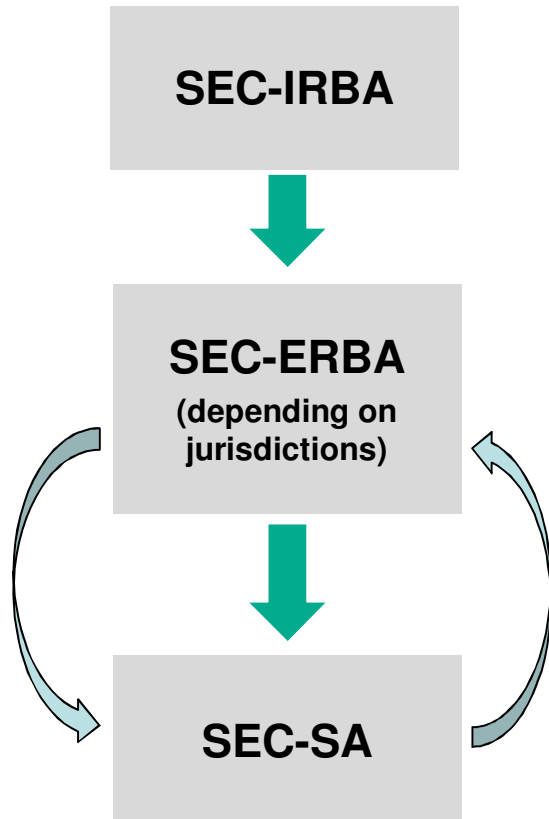 SEC-IRBA
SEC-ERBA
(depending on
jurisdictions)
SEC-SA